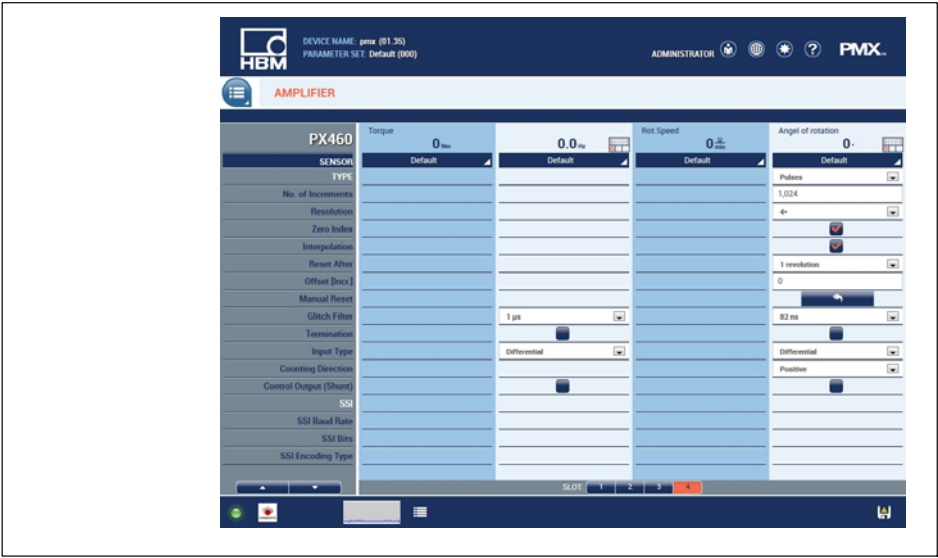 HBM
DEVICE NAME: pmx (01.35)
PARAMETER SET: Default (000)
ADMINISTRATOR
?
PMX
AMPLIFIER
PX460
Torque
0 Nm
0.0 Hz
Rot.Speed
0 U/min
Angel of rotation
0 °
SENSOR Default Default Default Default
TYPE Pulses
No. of Increments 1,024
Resolution 4×
Zero Index
Interpolation
Reset After 1 revolution
Offset [Incr.] 0
Manual Reset
Glitch Filter 1 µs 82 ns
Termination
Input Type Differential Differential
Counting Direction Positive
Control Output (Shunt)
SSI
SSI Baud Rate
SSI Bits
SSI Encoding Type
SLOT: 1 2 3 4